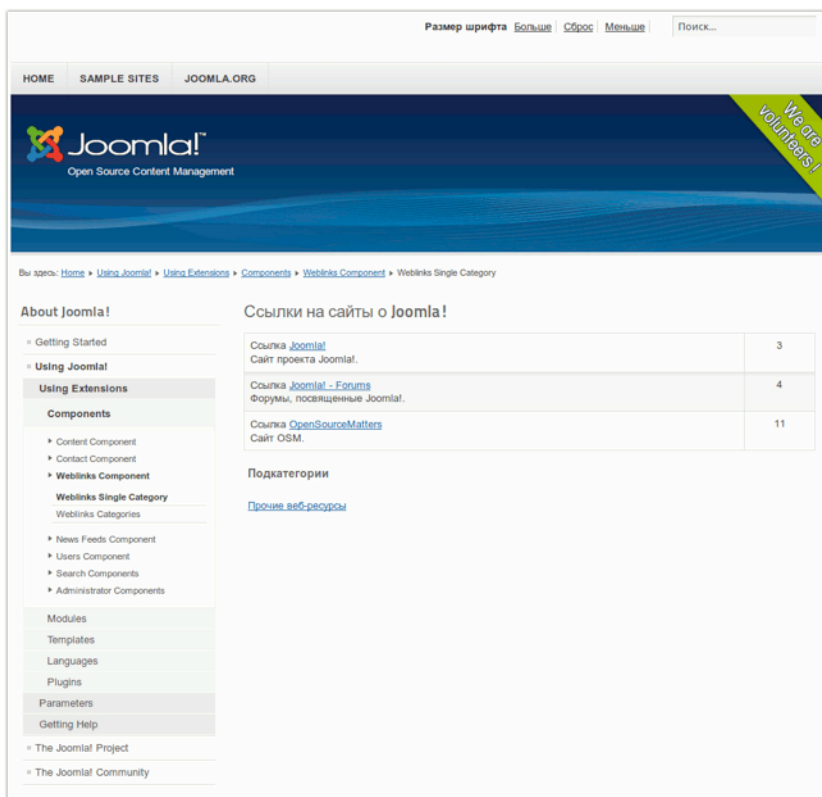 Размер шрифта Больше Сброс Меньше Поиск...
HOME SAMPLE SITES JOOMLA.ORG
We are
volunteers !
Joomla!™
Open Source Content Management
Вы здесь: Home Using Joomla! Using Extensions Components Weblinks Component Weblinks Single Category
About Joomla!
Getting Started
Using Joomla!
Using Extensions
Components
Content Component
Contact Component
Weblinks Component
Weblinks Single Category
Weblinks Categories
News Feeds Component
Users Component
Search Components
Administrator Components
Modules
Templates
Languages
Plugins
Parameters
Getting Help
The Joomla! Project
The Joomla! Community
Ссылки на сайты о Joomla!
Ссылка Joomla! 3
Сайт проекта Joomla!.
Ссылка Joomla! - Forums 4
Форумы, посвященные Joomla!.
Ссылка OpenSourceMatters 11
Сайт OSM.
Подкатегории
Прочие веб-ресурсы